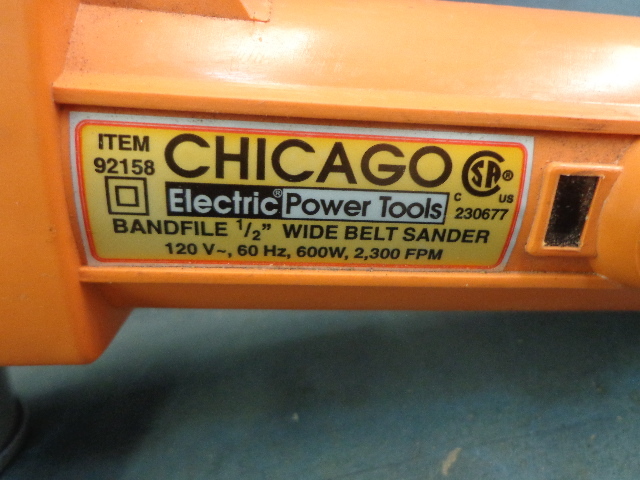 ITEM
92158
CHICAGO
SA®
C US
230677
Electric® Power Tools
BANDFILE 1/2” WIDE BELT SANDER
120 V~, 60 Hz, 600W, 2,300 FPM